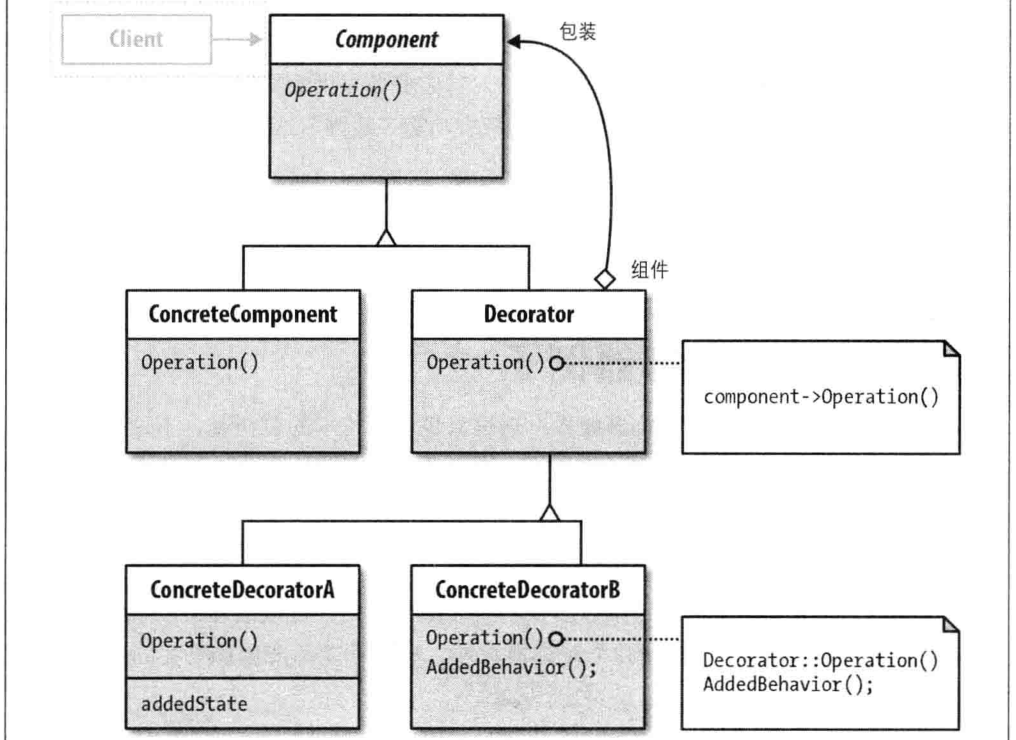 Client
Component
包装
Operation()
组件
ConcreteComponent
Decorator
Operation()
Operation()
component->Operation()
ConcreteDecoratorA
ConcreteDecoratorB
Operation()
Operation()
AddedBehavior();
Decorator::Operation()
AddedBehavior();
addedState